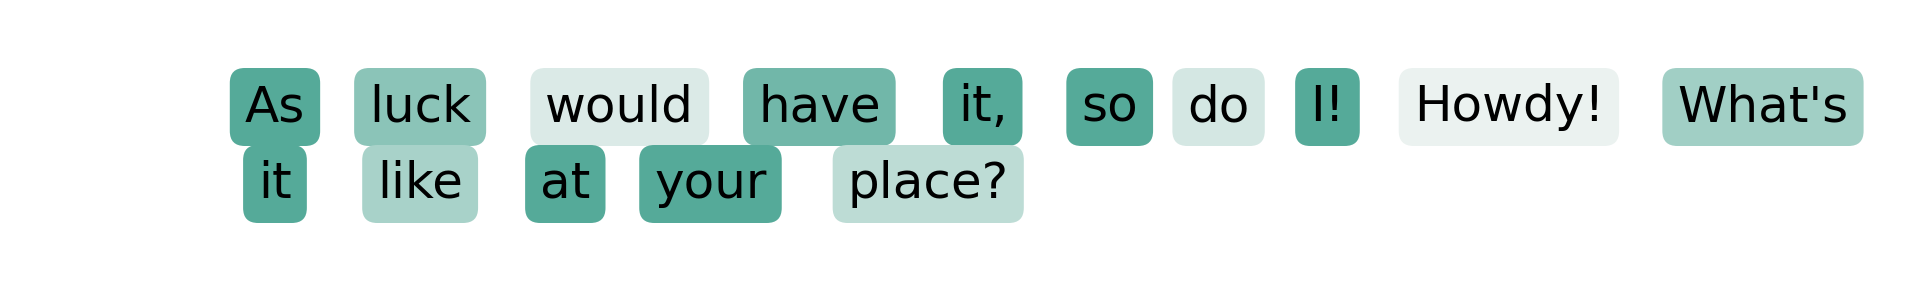 As luck would have it, so do I! Howdy! What's
it like at your place?